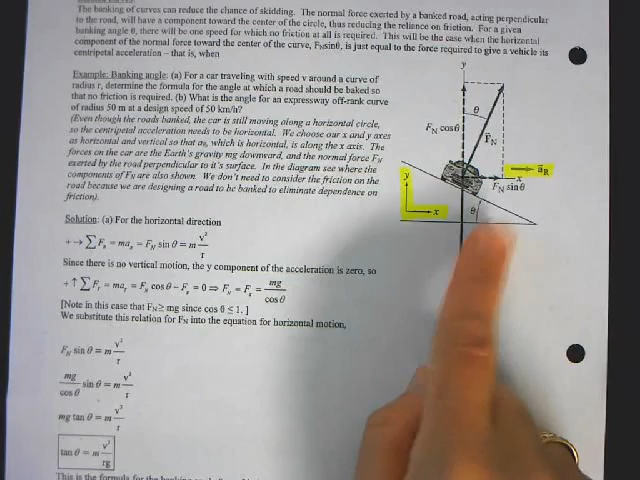 The banking of curves can reduce the chance of skidding. The normal force exerted by a banked road, acting perpendicular
to the road, will have a component toward the center of the circle, thus reducing the reliance on friction. For a given
banking angle θ, there will be one speed for which no friction at all is required. This will be the case when the horizontal
component of the normal force toward the center of the curve, F_N sinθ, is just equal to the force required to give a vehicle its
centripetal acceleration – that is, when
Example: Banking angle: (a) For a car traveling with speed v around a curve of
radius r, determine the formula for the angle at which a road should be baked so
that no friction is required. (b) What is the angle for an expressway off-rank curve
of radius 50 m at a design speed of 50 km/h?
(Even though the roads banked, the car is still moving along a horizontal circle,
so the centripetal acceleration needs to be horizontal. We choose our x and y axes
as horizontal and vertical so that a_R, which is horizontal, is along the x axis. The
forces on the car are the Earth's gravity mg downward, and the normal force F_N
exerted by the road perpendicular to it's surface. In the diagram see where the
components of F_N are also shown. We don't need to consider the friction on the
road because we are designing a road to be banked to eliminate dependence on
friction).
y
θ
F_N cosθ
F_N
a_R
x
F_N sinθ
y
x
θ
Solution: (a) For the horizontal direction
+→∑F_x = ma_x = F_N sin θ = m v²/r
Since there is no vertical motion, the y component of the acceleration is zero, so
+↑∑F_y = ma_y = F_N cos θ − F_g = 0 ⇒ F_N = F_g = mg/cos θ
[Note in this case that F_N ≥ mg since cos θ ≤ 1. ]
We substitute this relation for F_N into the equation for horizontal motion,
F_N sin θ = m v²/r
mg/cos θ sin θ = m v²/r
mg tan θ = m v²/r
tan θ = m v²/rg
This is the formula for the banking